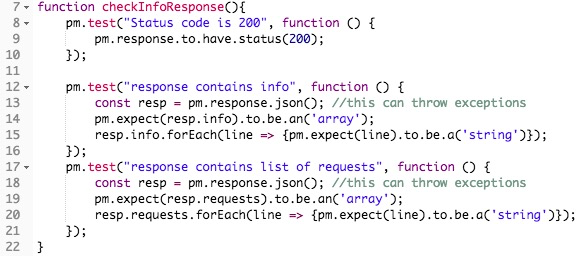 7 function checkInfoResponse(){
8 pm.test("Status code is 200", function () {
9 pm.response.to.have.status(200);
10 });
11
12 pm.test("response contains info", function () {
13 const resp = pm.response.json(); //this can throw exceptions
14 pm.expect(resp.info).to.be.an('array');
15 resp.info.forEach(line => {pm.expect(line).to.be.a('string')});
16 });
17 pm.test("response contains list of requests", function () {
18 const resp = pm.response.json(); //this can throw exceptions
19 pm.expect(resp.requests).to.be.an('array');
20 resp.requests.forEach(line => {pm.expect(line).to.be.a('string')});
21 });
22 }